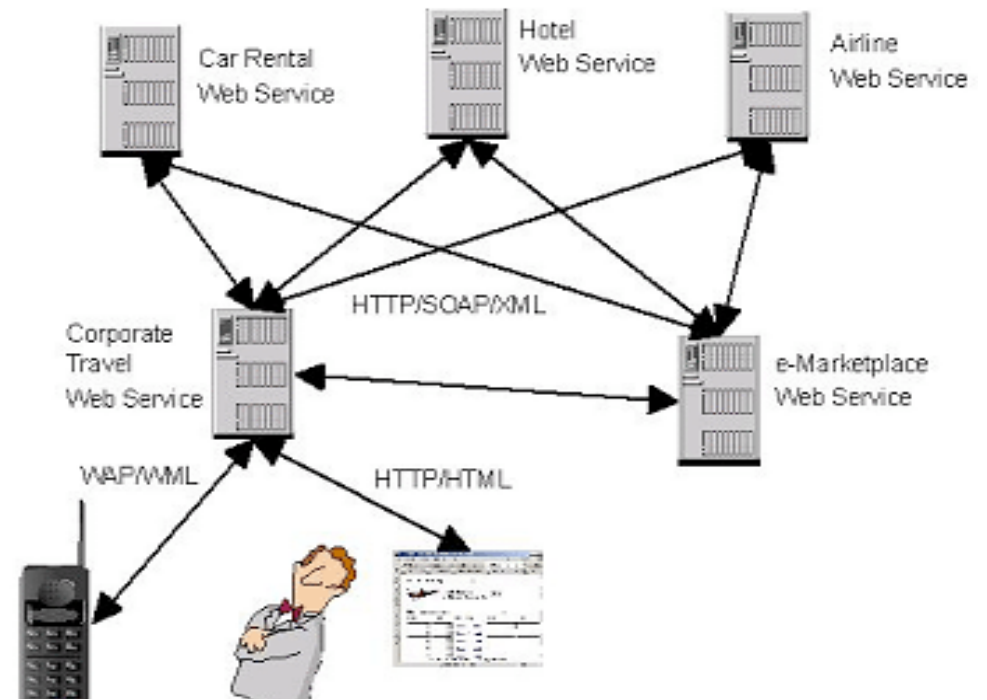 Car Rental
Web Service
Hotel
Web Service
Airline
Web Service
HTTP/SOAP/XML
Corporate
Travel
Web Service
e-Marketplace
Web Service
WAP/WML
HTTP/HTML